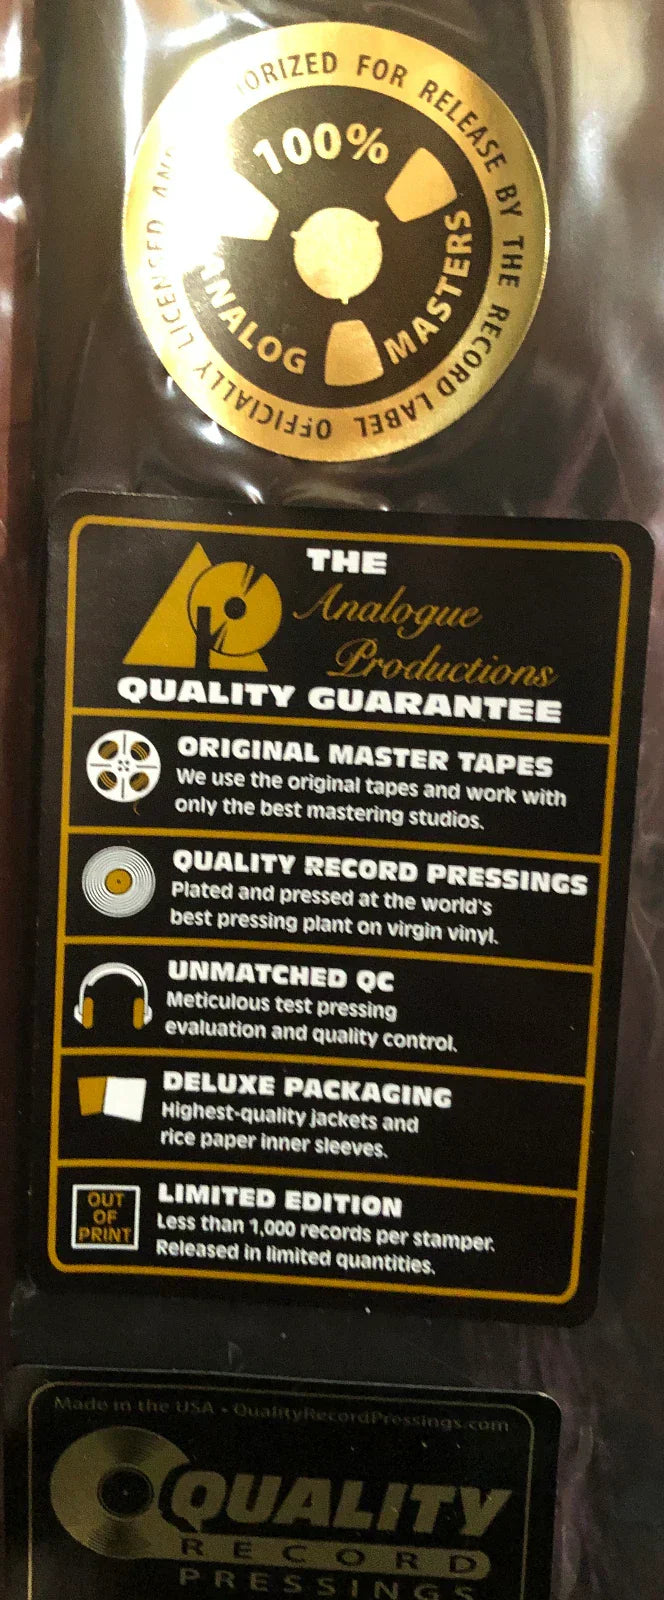 ORIZED FOR RELEASE BY THE RECORD LABEL OFFICIALLY LICENSED AND
100%
ANALOG
MASTERS
THE
Analogue
Productions
QUALITY GUARANTEE
ORIGINAL MASTER TAPES
We use the original tapes and work with
only the best mastering studios.
QUALITY RECORD PRESSINGS
Plated and pressed at the world's
best pressing plant on virgin vinyl.
UNMATCHED QC
Meticulous test pressing
evaluation and quality control.
DELUXE PACKAGING
Highest-quality jackets and
rice paper inner sleeves.
OUT
OF
PRINT
LIMITED EDITION
Less than 1,000 records per stamper.
Released in limited quantities.
Made in the USA • QualityRecordPressings.com
QUALITY
RECORD
PRESSINGS